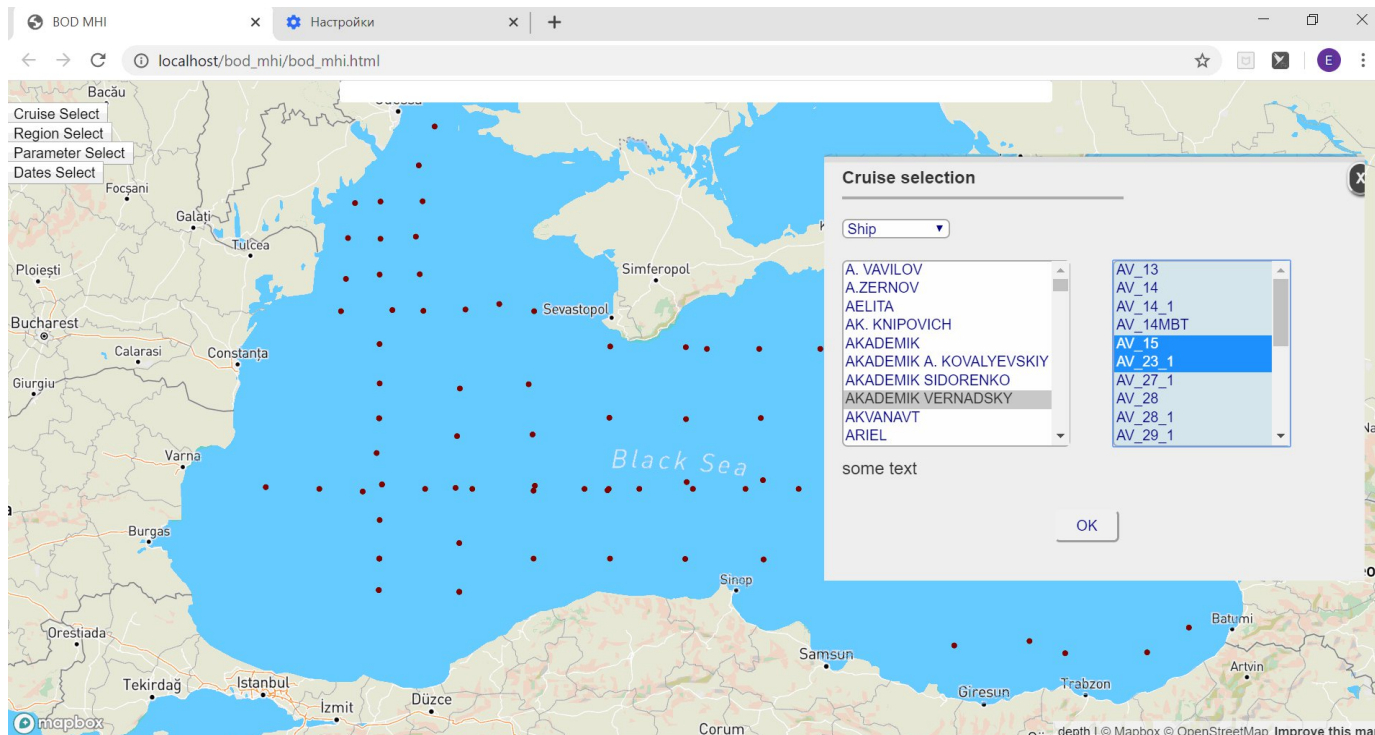 BOD MHI
Настройки
localhost/bod_mhi/bod_mhi.html
E
Bacău
Cruise Select
Region Select
Parameter Select
Dates Select
Focșani
Galați
Tulcea
Ploiești
Bucharest
Călărași
Constanța
Giurgiu
Simferopol
Sevastopol
Varna
Burgas
Black Sea
Sinop
Orestiada
Tekirdağ
Istanbul
İzmit
Düzce
Çorum
Samsun
Giresun
Trabzon
Batumi
Artvin
Cruise selection
X
Ship
A. VAVILOV
A.ZERNOV
AELITA
AK. KNIPOVICH
AKADEMIK
AKADEMIK A. KOVALYEVSKIY
AKADEMIK SIDORENKO
AKADEMIK VERNADSKY
AKVANAVT
ARIEL
AV_13
AV_14
AV_14_1
AV_14MBT
AV_15
AV_23_1
AV_27_1
AV_28
AV_28_1
AV_29_1
some text
OK
mapbox
depth | © Mapbox © OpenStreetMap Improve this map